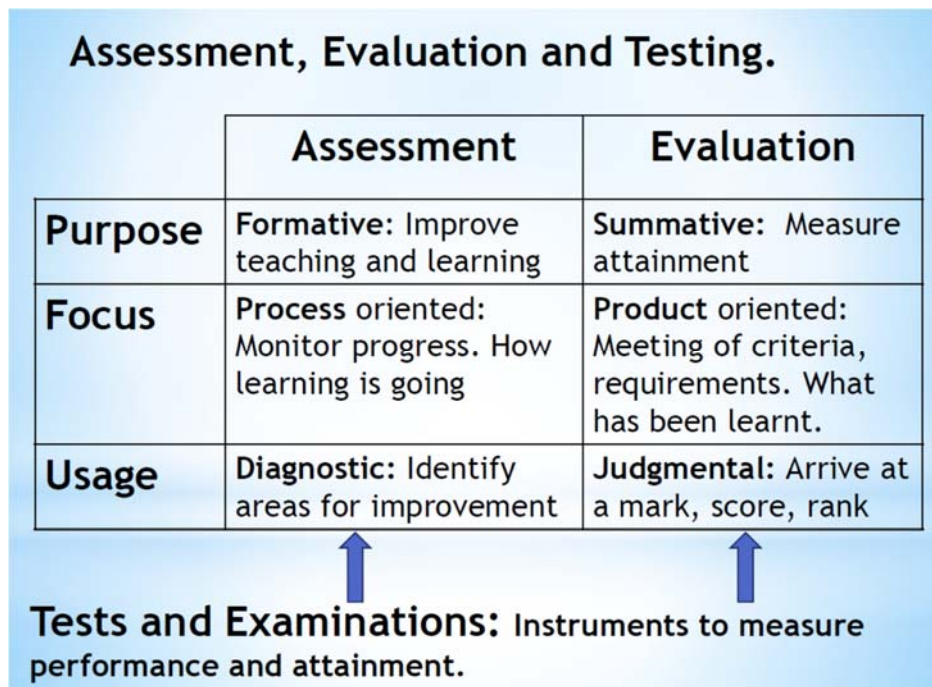 Assessment, Evaluation and Testing.
Assessment
Evaluation
Purpose
Formative: Improve
teaching and learning
Summative: Measure
attainment
Focus
Process oriented:
Monitor progress. How
learning is going
Product oriented:
Meeting of criteria,
requirements. What
has been learnt.
Usage
Diagnostic: Identify
areas for improvement
Judgmental: Arrive at
a mark, score, rank
Tests and Examinations: Instruments to measure
performance and attainment.